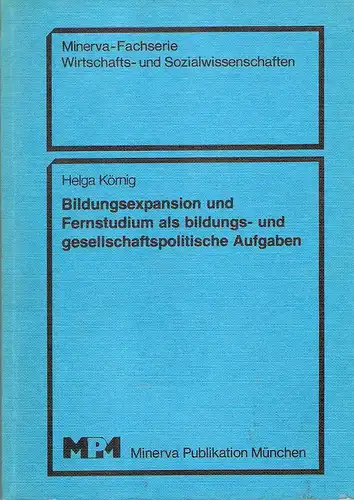 Minerva-Fachserie
Wirtschafts- und Sozialwissenschaften
Helga Körnig
Bildungsexpansion und
Fernstudium als bildungs- und
gesellschaftspolitische Aufgaben
MPM Minerva Publikation München